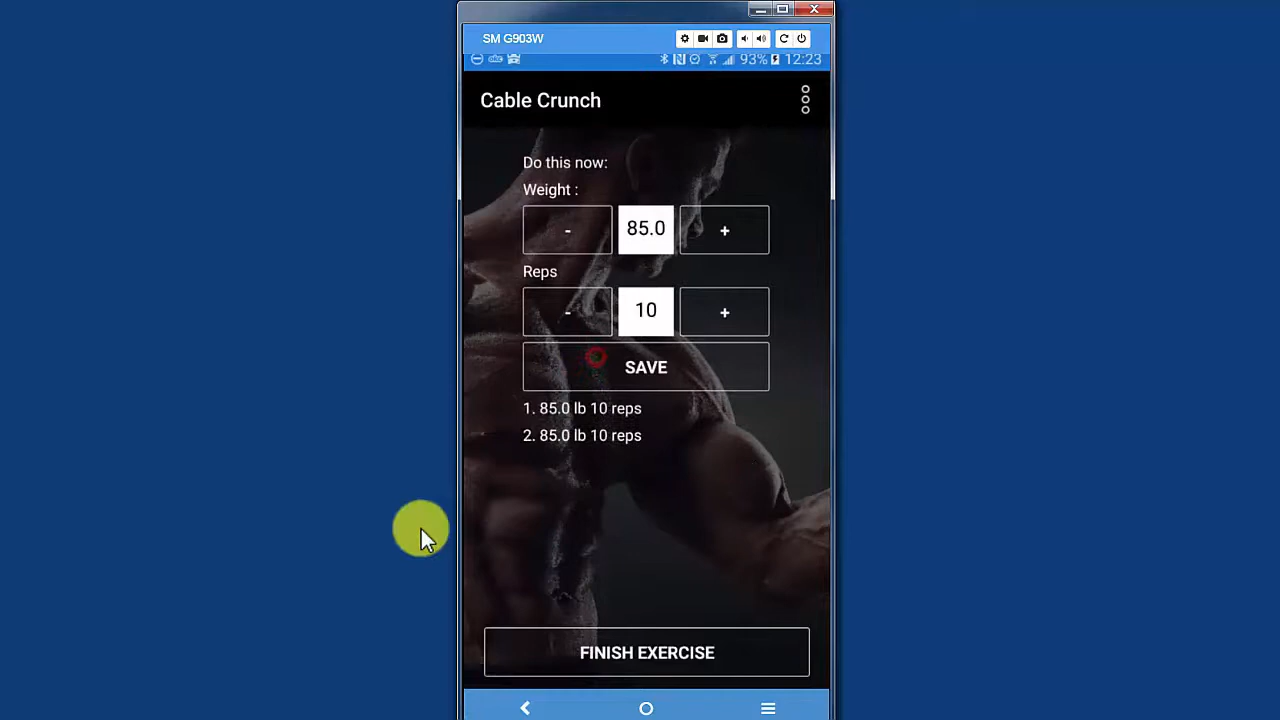 SM G903W
93% 12:23
Cable Crunch
Do this now:
Weight :
- 85.0 +
Reps
- 10 +
SAVE
1. 85.0 lb 10 reps
2. 85.0 lb 10 reps
FINISH EXERCISE